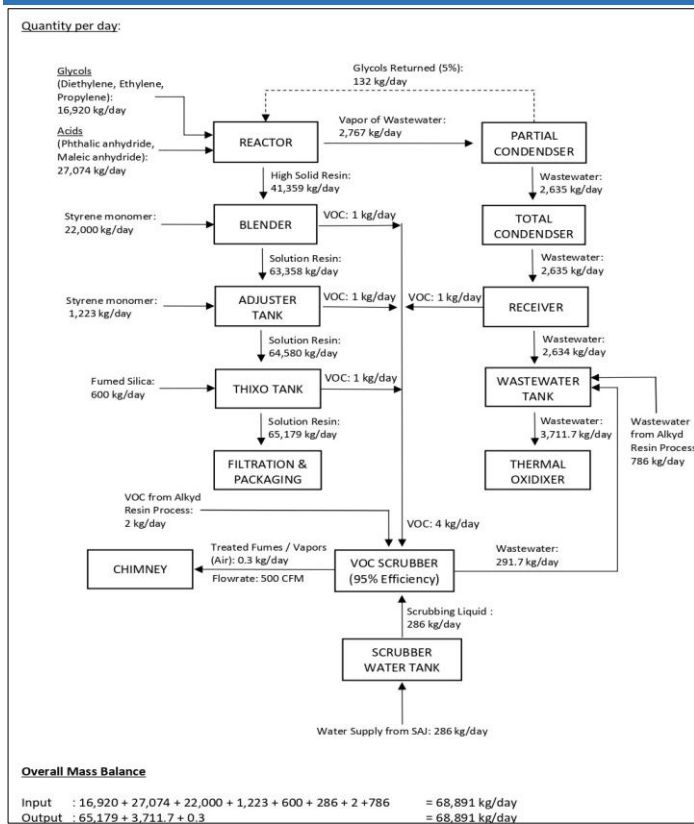 Quantity per day:
Glycols
(Diethylene, Ethylene,
Propylene):
16,920 kg/day
Glycols Returned (5%):
132 kg/day
Acids
(Phthalic anhydride,
Maleic anhydride):
27,074 kg/day
REACTOR
Vapor of Wastewater:
2,767 kg/day
PARTIAL
CONDENDSER
High Solid Resin:
41,359 kg/day
Wastewater:
2,635 kg/day
Styrene monomer:
22,000 kg/day
BLENDER
VOC: 1 kg/day
TOTAL
CONDENDSER
Solution Resin:
63,358 kg/day
Wastewater:
2,635 kg/day
Styrene monomer:
1,223 kg/day
ADJUSTER
TANK
VOC: 1 kg/day
VOC: 1 kg/day
RECEIVER
Solution Resin:
64,580 kg/day
Wastewater:
2,634 kg/day
Fumed Silica:
600 kg/day
THIXO TANK
VOC: 1 kg/day
WASTEWATER
TANK
Solution Resin:
65,179 kg/day
Wastewater:
3,711.7 kg/day
Wastewater
from Alkyd
Resin Process
786 kg/day
FILTRATION &
PACKAGING
THERMAL
OXIDIXER
VOC from Alkyd
Resin Process:
2 kg/day
VOC: 4 kg/day
CHIMNEY
Treated Fumes / Vapors
(Air): 0.3 kg/day
Flowrate: 500 CFM
VOC SCRUBBER
(95% Efficiency)
Wastewater:
291.7 kg/day
Scrubbing Liquid :
286 kg/day
SCRUBBER
WATER TANK
Water Supply from SAJ: 286 kg/day
Overall Mass Balance
Input : 16,920 + 27,074 + 22,000 + 1,223 + 600 + 286 + 2 +786 = 68,891 kg/day
Output : 65,179 + 3,711.7 + 0.3 = 68,891 kg/day